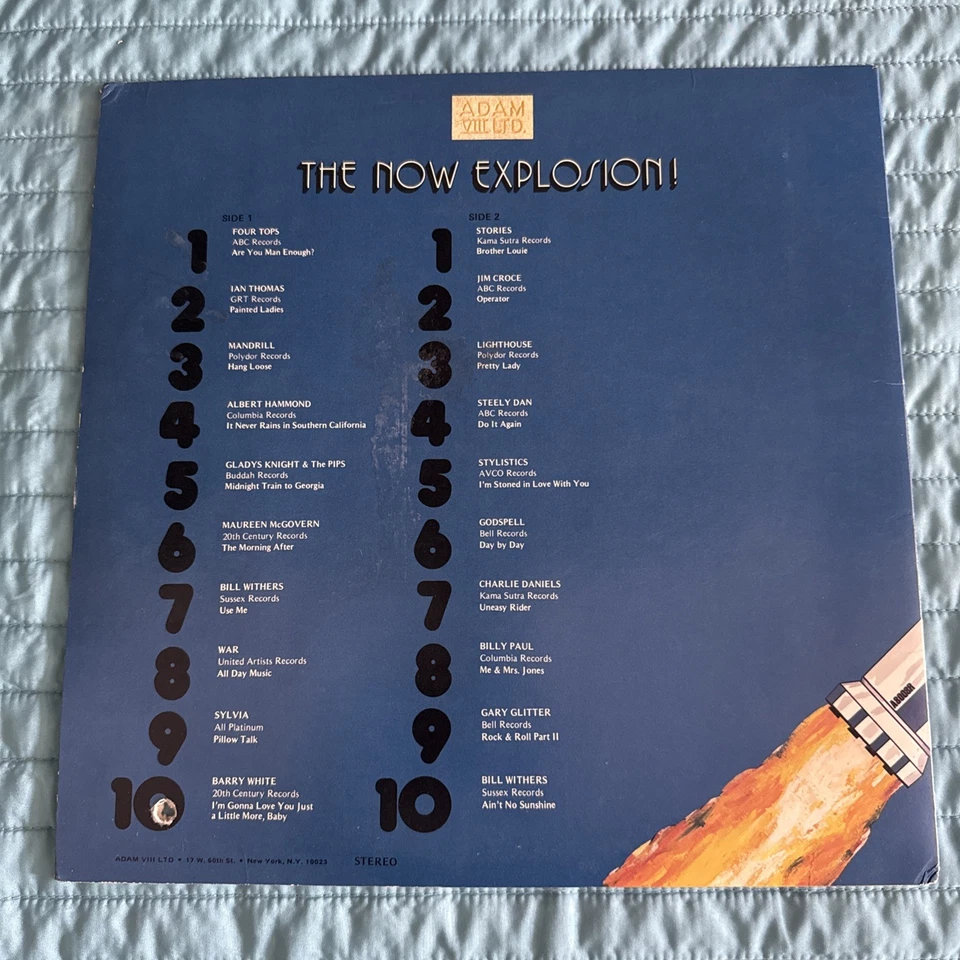 ADAM
VIII LTD.
THE NOW EXPLOSION!
SIDE 1
1
FOUR TOPS
ABC Records
Are You Man Enough?
2
IAN THOMAS
GRT Records
Painted Ladies
3
MANDRILL
Polydor Records
Hang Loose
4
ALBERT HAMMOND
Columbia Records
It Never Rains in Southern California
5
GLADYS KNIGHT & The PIPS
Buddah Records
Midnight Train to Georgia
6
MAUREEN McGOVERN
20th Century Records
The Morning After
7
BILL WITHERS
Sussex Records
Use Me
8
WAR
United Artists Records
All Day Music
9
SYLVIA
All Platinum
Pillow Talk
10
BARRY WHITE
20th Century Records
I'm Gonna Love You Just
a Little More, Baby
SIDE 2
1
STORIES
Kama Sutra Records
Brother Louie
2
JIM CROCE
ABC Records
Operator
3
LIGHTHOUSE
Polydor Records
Pretty Lady
4
STEELY DAN
ABC Records
Do It Again
5
STYLISTICS
AVCO Records
I'm Stoned in Love With You
6
GODSPELL
Bell Records
Day by Day
7
CHARLIE DANIELS
Kama Sutra Records
Uneasy Rider
8
BILLY PAUL
Columbia Records
Me & Mrs. Jones
9
GARY GLITTER
Bell Records
Rock & Roll Part II
10
BILL WITHERS
Sussex Records
Ain't No Sunshine
A8008R
ADAM VIII LTD • 17 W. 60th St. • New York, N.Y. 10023
STEREO